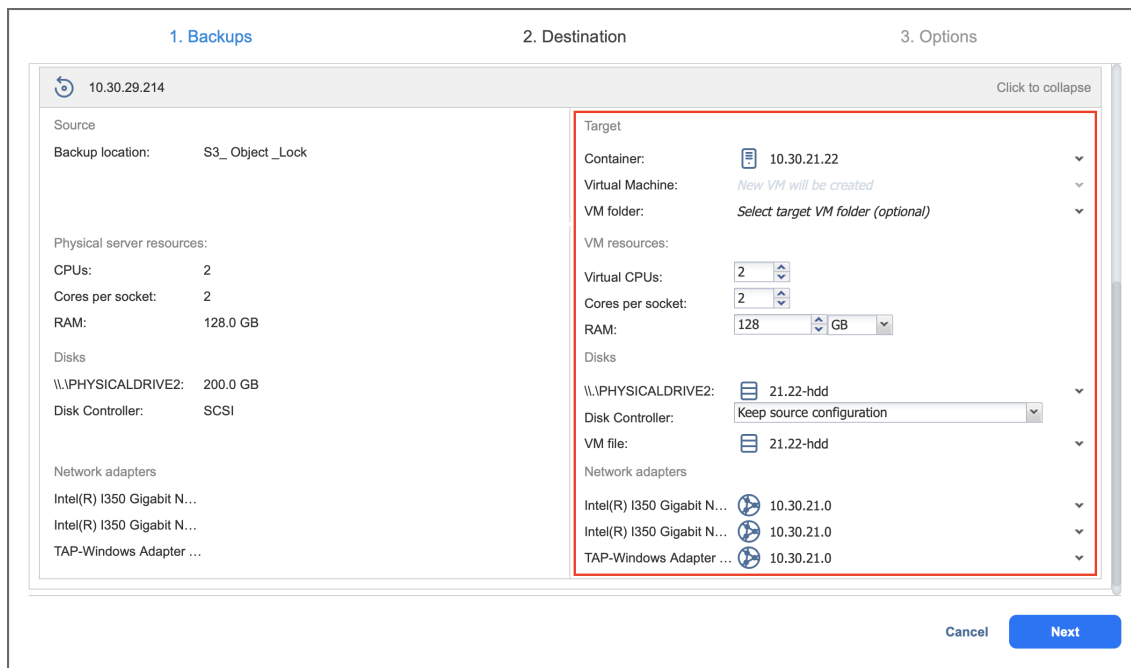 1. Backups
2. Destination
3. Options
10.30.29.214
Click to collapse
Source
Backup location: S3_ Object _Lock
Physical server resources:
CPUs: 2
Cores per socket: 2
RAM: 128.0 GB
Disks
\\.\PHYSICALDRIVE2: 200.0 GB
Disk Controller: SCSI
Network adapters
Intel(R) I350 Gigabit N...
Intel(R) I350 Gigabit N...
TAP-Windows Adapter ...
Target
Container: 10.30.21.22
Virtual Machine: New VM will be created
VM folder: Select target VM folder (optional)
VM resources:
Virtual CPUs: 2
Cores per socket: 2
RAM: 128 GB
Disks
\\.\PHYSICALDRIVE2: 21.22-hdd
Disk Controller: Keep source configuration
VM file: 21.22-hdd
Network adapters
Intel(R) I350 Gigabit N... 10.30.21.0
Intel(R) I350 Gigabit N... 10.30.21.0
TAP-Windows Adapter ... 10.30.21.0
Cancel
Next